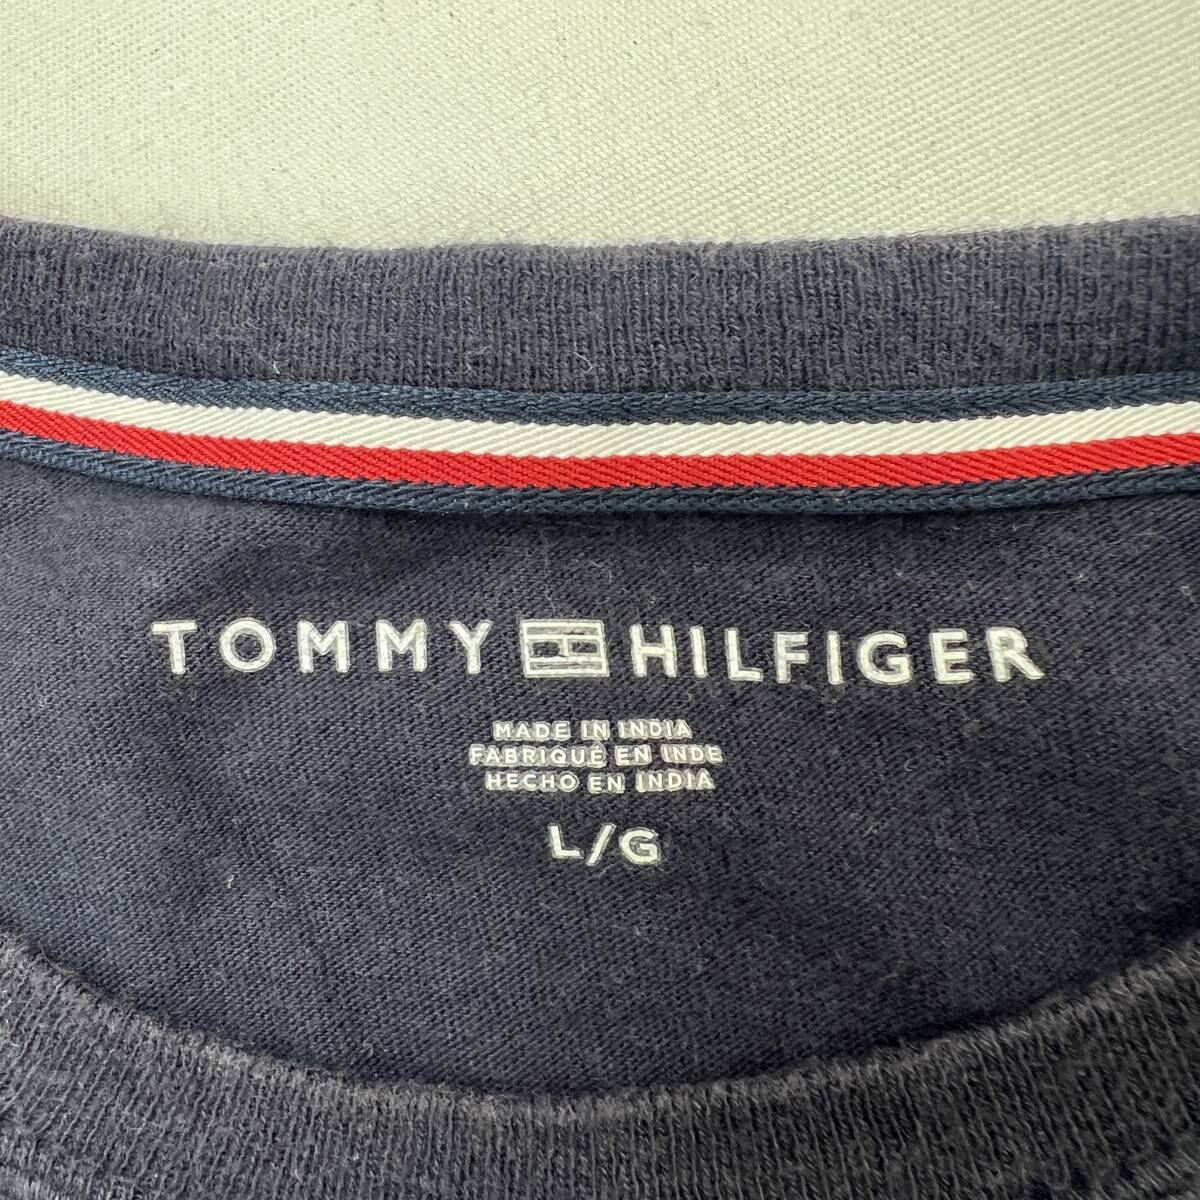 TOMMY HILFIGER
MADE IN INDIA
FABRIQUÉ EN INDE
HECHO EN INDIA
L/G